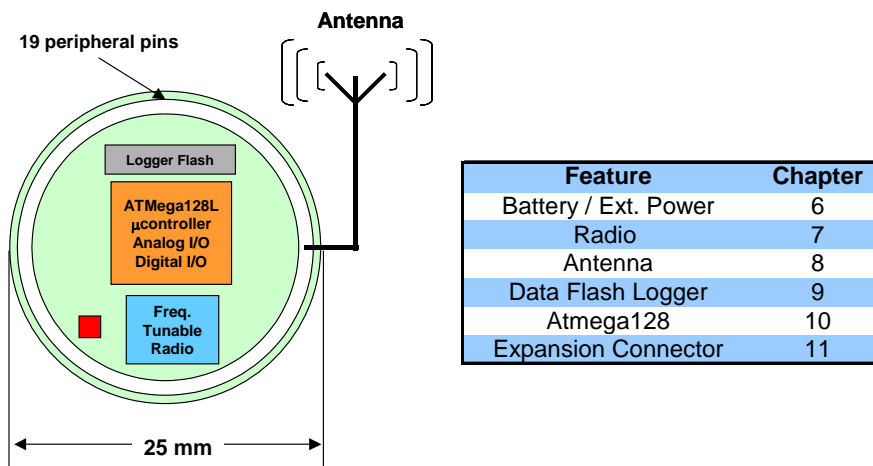 Antenna
19 peripheral pins
Logger Flash
ATMega128L
µcontroller
Analog I/O
Digital I/O
Freq.
Tunable
Radio
25 mm
Feature Chapter
Battery / Ext. Power 6
Radio 7
Antenna 8
Data Flash Logger 9
Atmega128 10
Expansion Connector 11